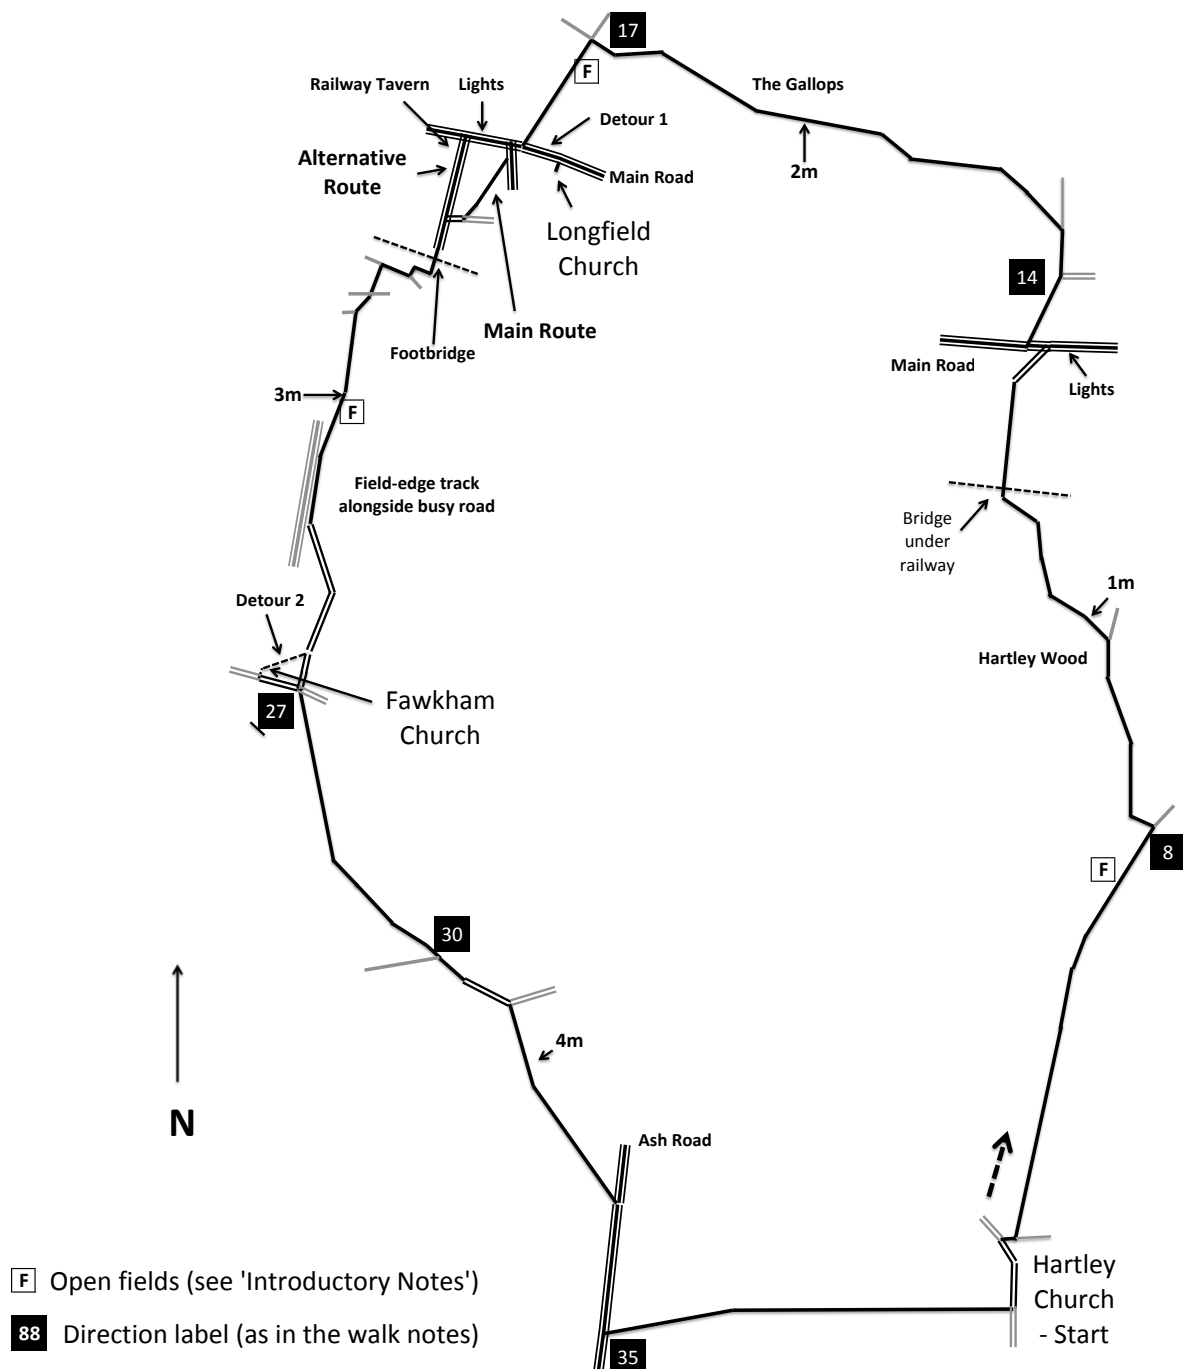 17
F
The Gallops
Railway Tavern
Lights
Detour 1
2m
Alternative
Route
Main Road
Longfield
Church
14
Main Route
Footbridge
Main Road
Lights
3m
F
Field-edge track
alongside busy road
Bridge
under
railway
1m
Detour 2
Hartley Wood
27
Fawkham
Church
8
F
30
4m
N
Ash Road
Hartley
Church
- Start
F Open fields (see 'Introductory Notes')
88 Direction label (as in the walk notes)
35